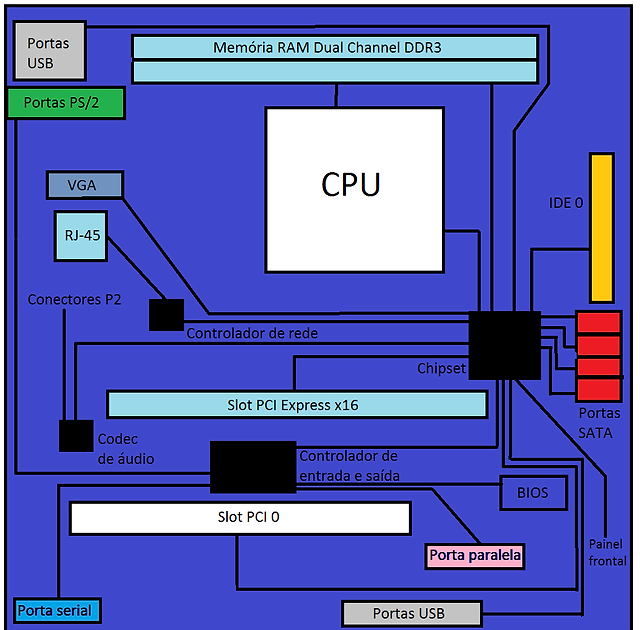 Portas
USB
Memória RAM Dual Channel DDR3
Portas PS/2
CPU
VGA
IDE 0
RJ-45
Conectores P2
Controlador de rede
Chipset
Slot PCI Express x16
Portas
SATA
Codec
de áudio
Controlador de
entrada e saída
BIOS
Slot PCI 0
Painel
frontal
Porta paralela
Porta serial
Portas USB